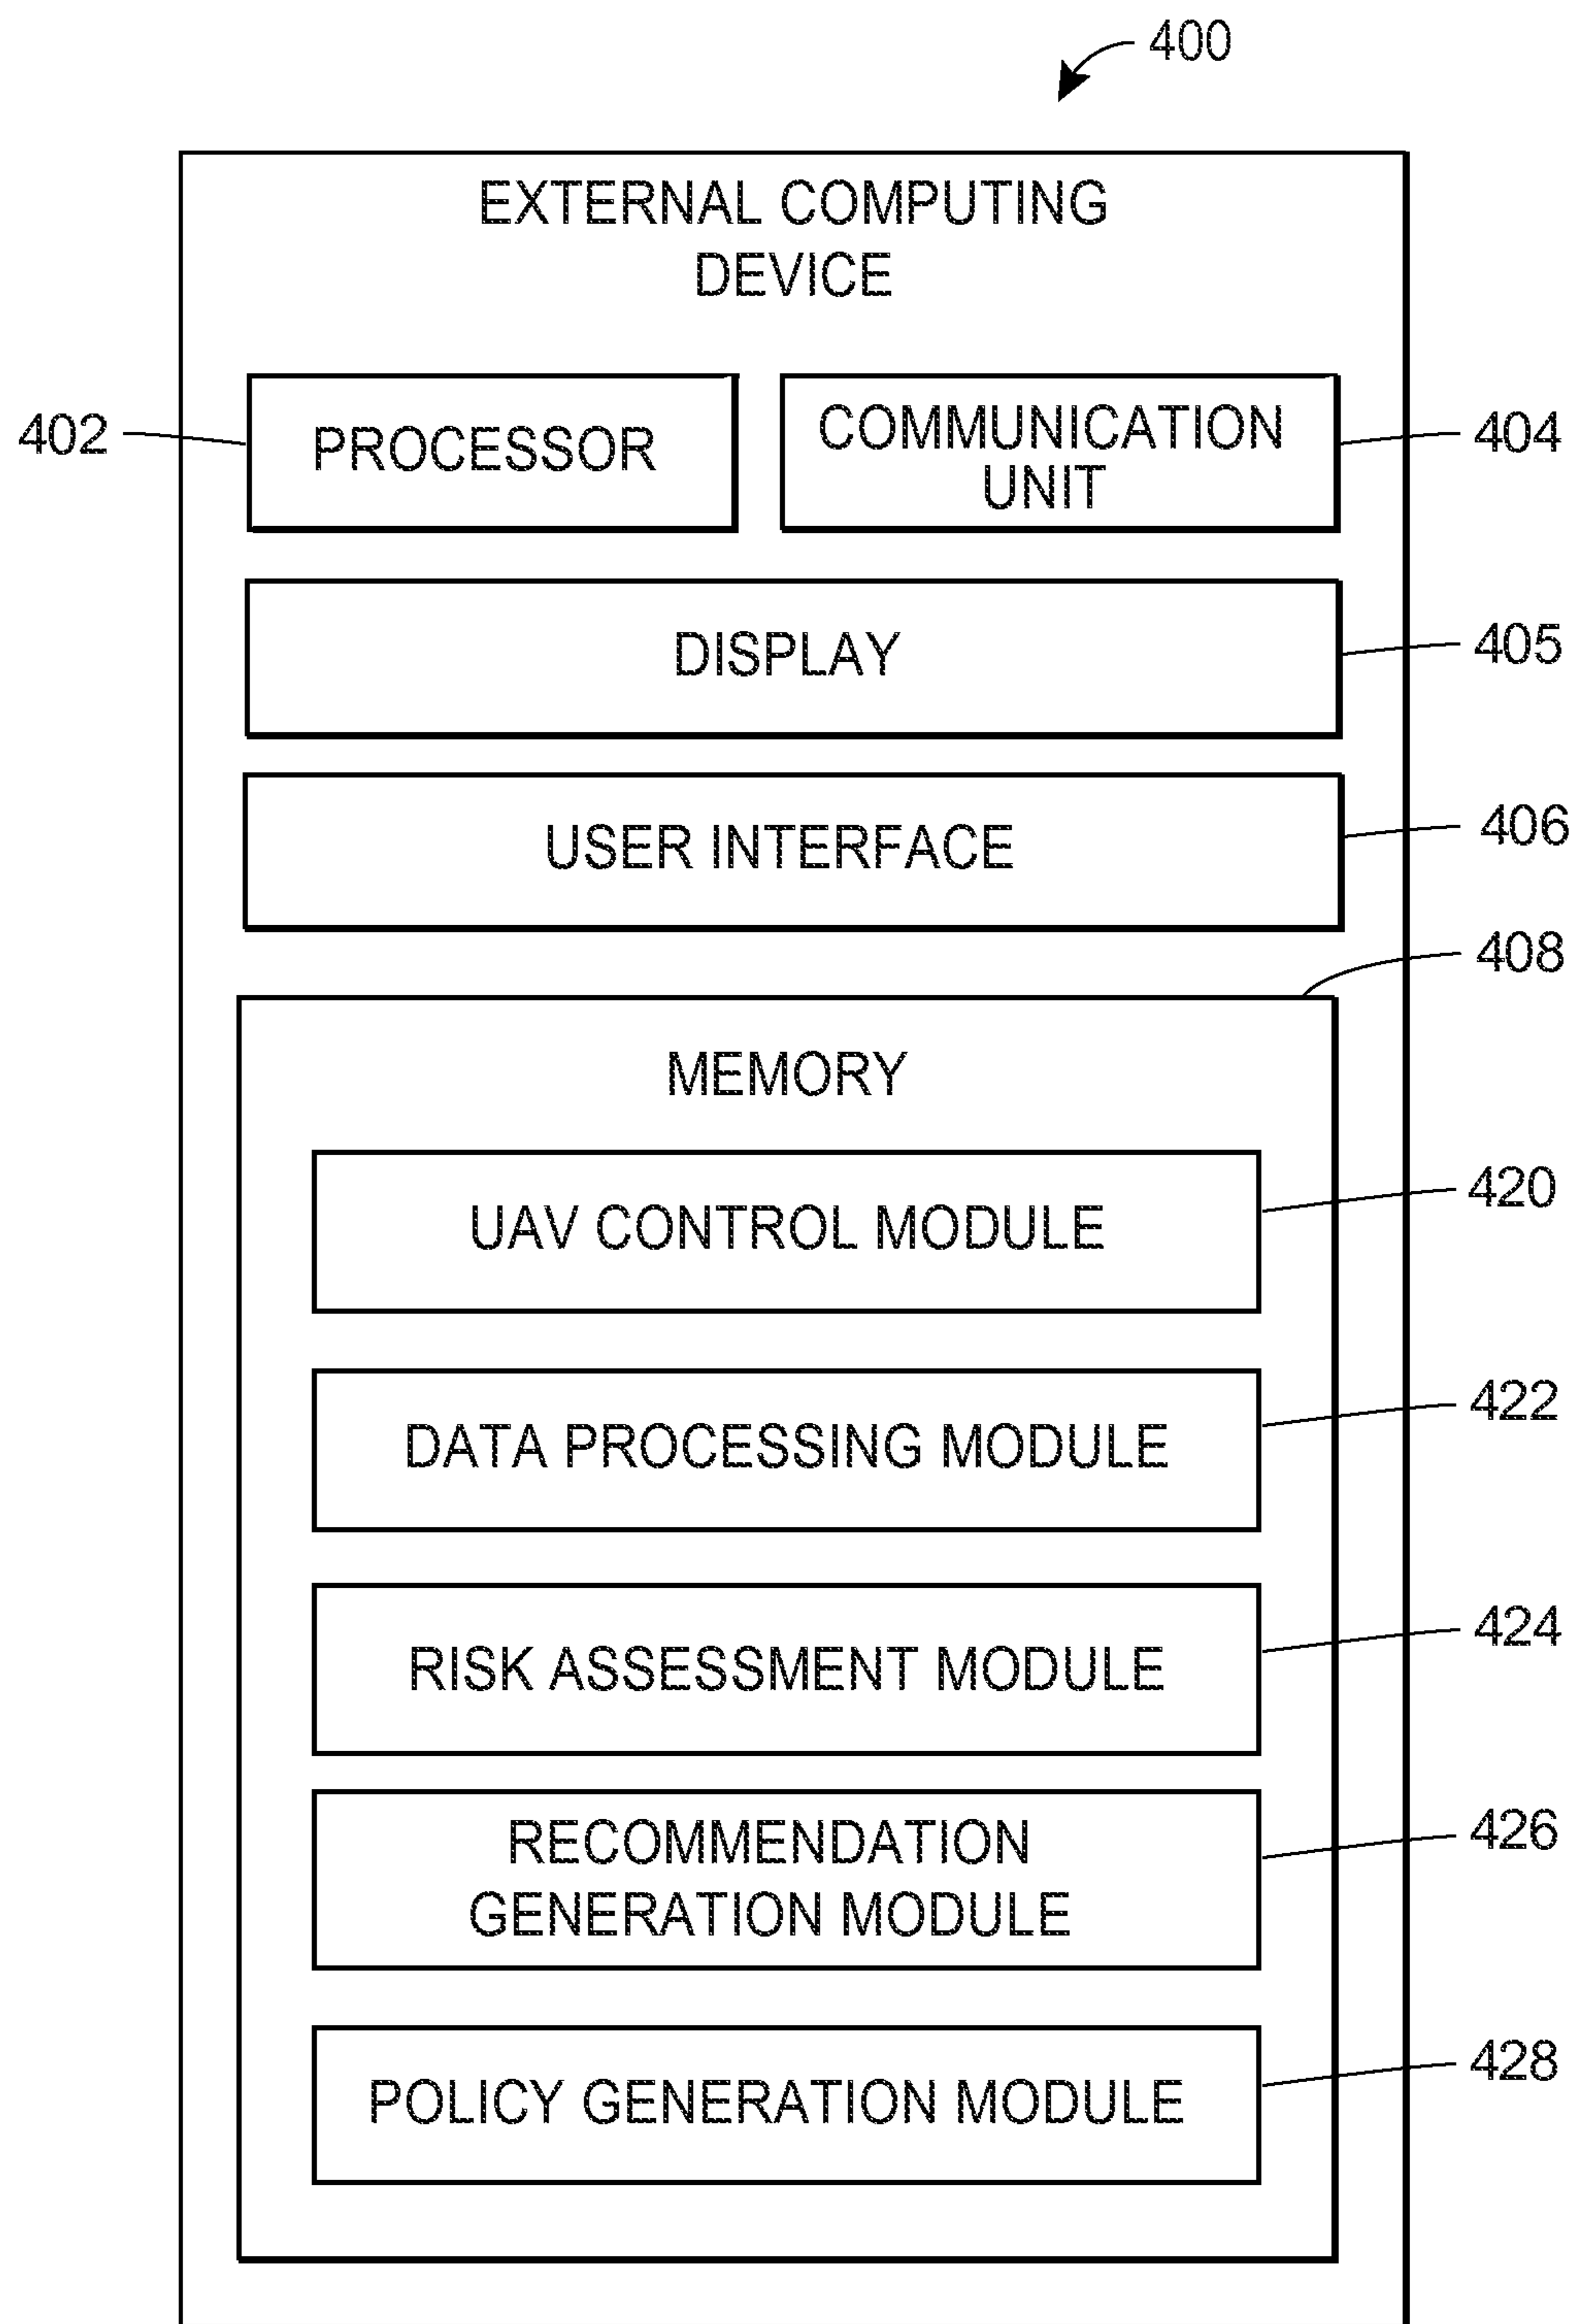 400
EXTERNAL COMPUTING
DEVICE
402
PROCESSOR
COMMUNICATION
UNIT
404
DISPLAY
405
USER INTERFACE
406
408
MEMORY
UAV CONTROL MODULE
420
DATA PROCESSING MODULE
422
RISK ASSESSMENT MODULE
424
RECOMMENDATION
GENERATION MODULE
426
POLICY GENERATION MODULE
428